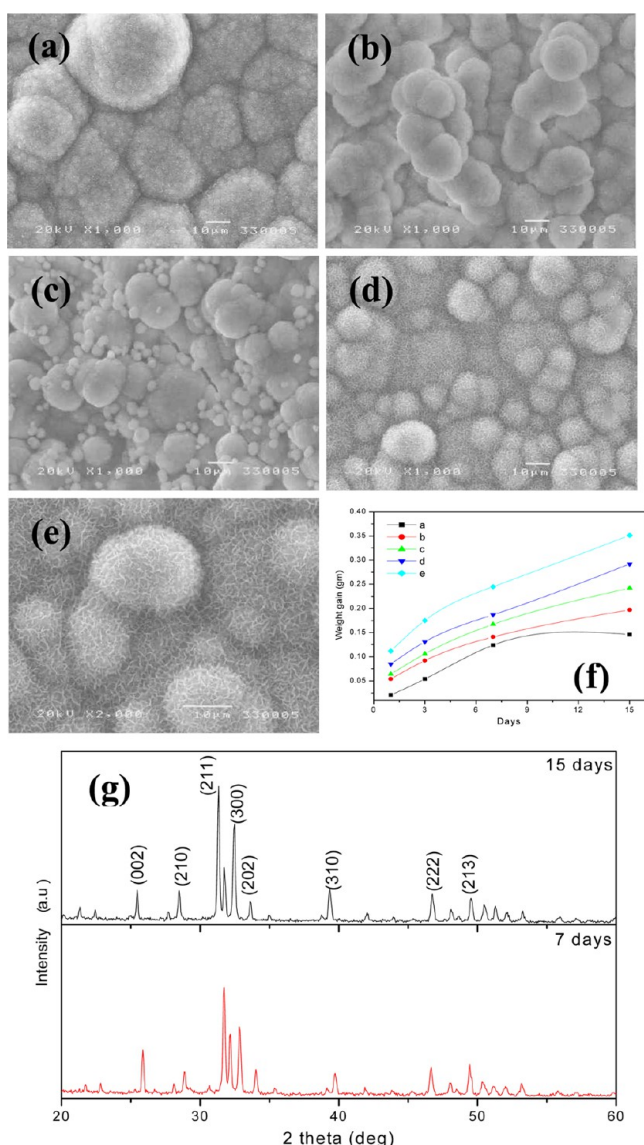 (a)
20kV X1,000 10μm 330005
(b)
20kV X1,000 10μm 330005
(c)
20kV X1,000 10μm 330005
(d)
20kV X1,000 10μm 330005
(e)
20kV X2,000 10μm 330005
0.40
0.35
0.30
0.25
0.20
0.15
0.10
0.05
Weight gain (gm)
a
b
c
d
e
(f)
0 3 6 9 12 15
Days
(g)
15 days
(002)
(210)
(211)
(300)
(202)
(310)
(222)
(213)
7 days
Intensity (a.u)
20 30 40 50 60
2 theta (deg)